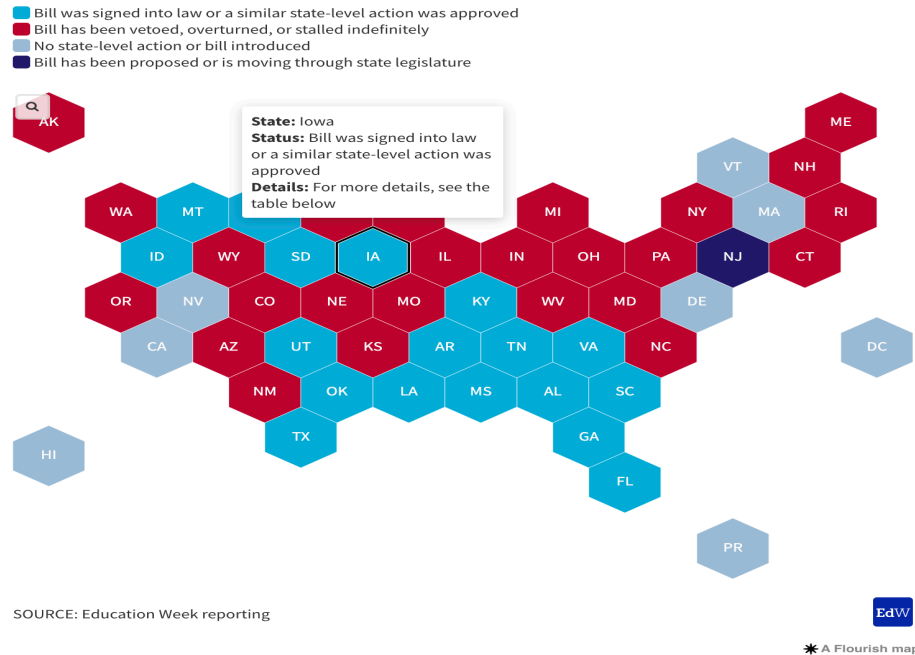 Bill was signed into law or a similar state-level action was approved
Bill has been vetoed, overturned, or stalled indefinitely
No state-level action or bill introduced
Bill has been proposed or is moving through state legislature
AK
ME
State: Iowa
Status: Bill was signed into law
or a similar state-level action was
approved
Details: For more details, see the
table below
VT
NH
WA
MT
MI
NY
MA
RI
ID
WY
SD
IA
IL
IN
OH
PA
NJ
CT
OR
NV
CO
NE
MO
KY
WV
MD
DE
CA
AZ
UT
KS
AR
TN
VA
NC
DC
NM
OK
LA
MS
AL
SC
TX
GA
HI
FL
PR
SOURCE: Education Week reporting
EdW
A Flourish map